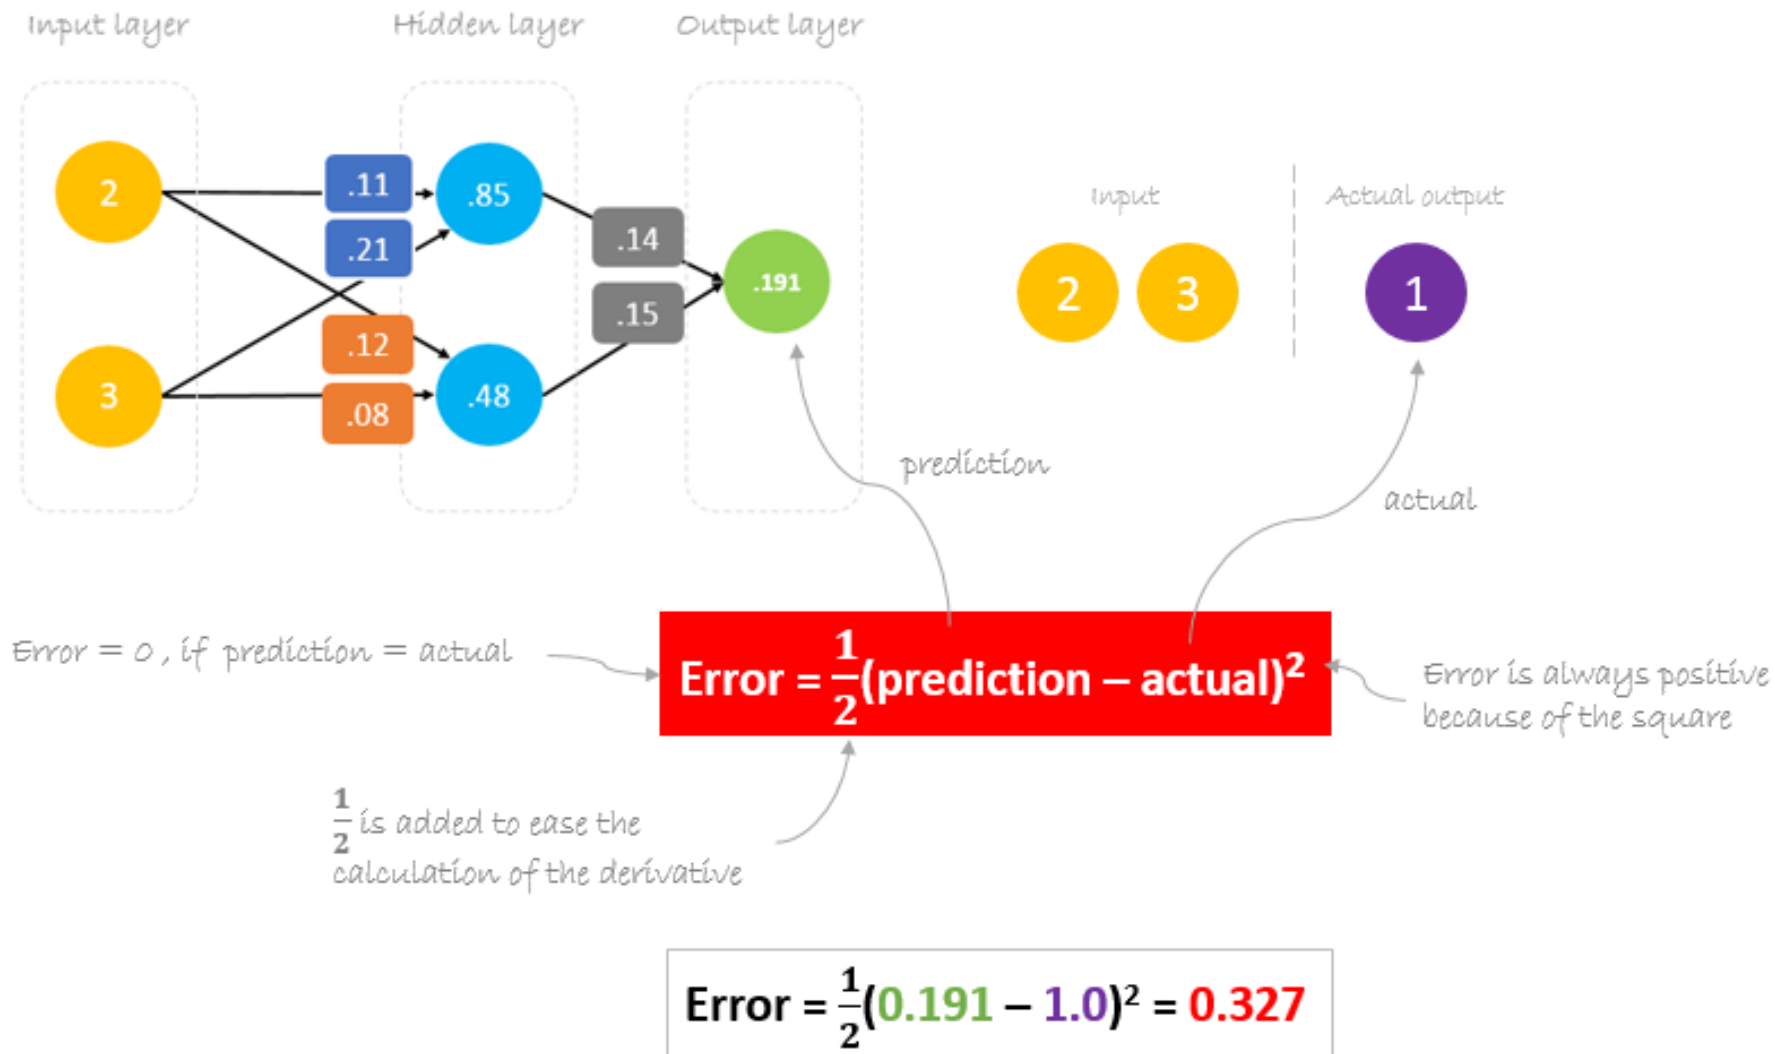 Input layer
Hidden layer
Output layer
2
.11
.85
.21
.14
.191
.15
.12
3
.08
.48
Input
Actual output
2
3
1
prediction
actual
Error = 0 , if prediction = actual
Error = 1/2(prediction – actual)²
Error is always positive
because of the square
1/2 is added to ease the
calculation of the derivative
Error = 1/2(0.191 – 1.0)² = 0.327